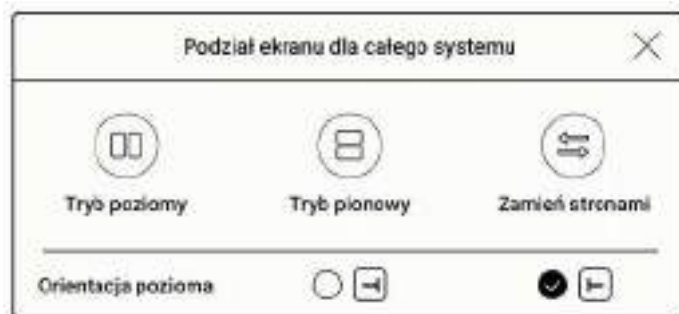 Podział ekranu dla całego systemu
Tryb poziomy Tryb pionowy Zamień stronami
Orientacja pozioma